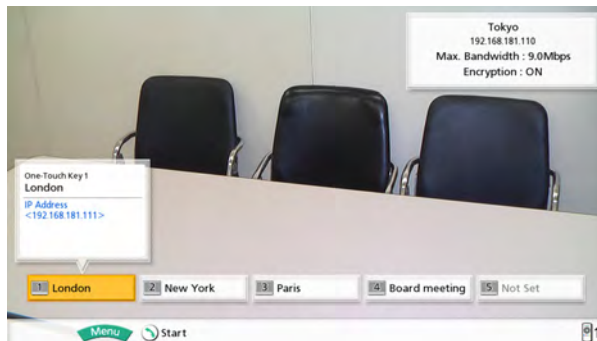 Tokyo
192.168.181.110
Max. Bandwidth : 9.0Mbps
Encryption : ON
One-Touch Key 1
London
IP Address
<192.168.181.111>
1 London
2 New York
3 Paris
4 Board meeting
5 Not Set
Menu Start